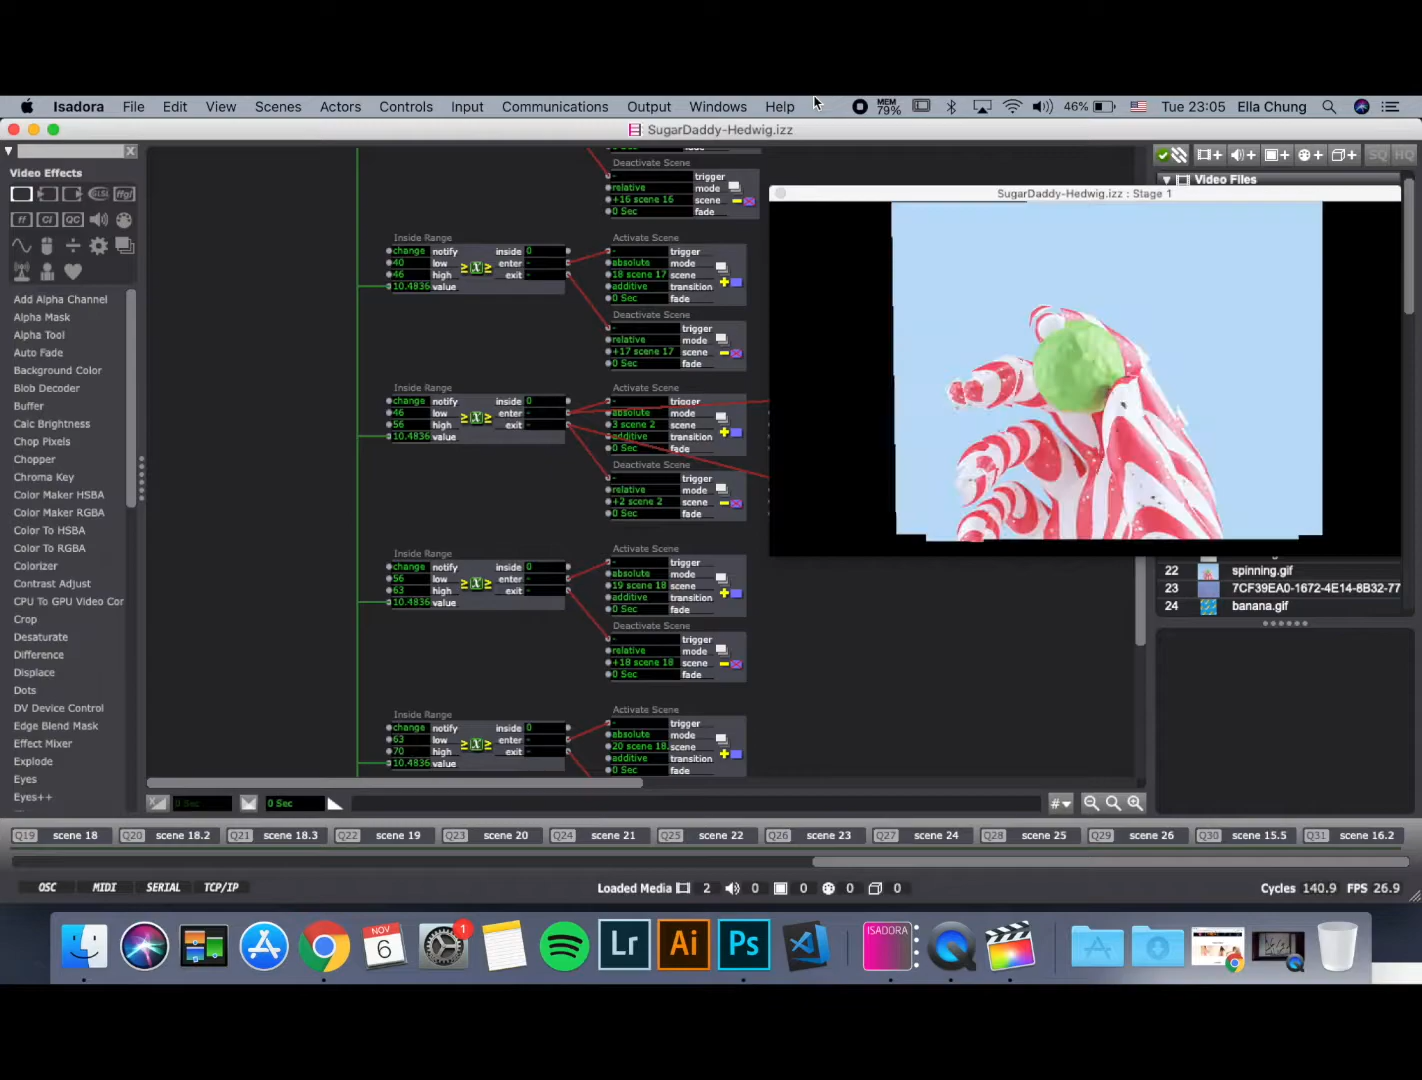 Isadora File Edit View Scenes Actors Controls Input Communications Output Windows Help MEM 79% 46% Tue 23:05 Ella Chung
SugarDaddy-Hedwig.izz
Video Effects
GLSL ffgl
ff CI QC
Add Alpha Channel
Alpha Mask
Alpha Tool
Auto Fade
Background Color
Blob Decoder
Buffer
Calc Brightness
Chop Pixels
Chopper
Chroma Key
Color Maker HSBA
Color Maker RGBA
Color To HSBA
Color To RGBA
Colorizer
Contrast Adjust
CPU To GPU Video Cor
Crop
Desaturate
Difference
Displace
Dots
DV Device Control
Edge Blend Mask
Effect Mixer
Explode
Eyes
Eyes++
Deactivate Scene
- trigger
relative mode
+16 scene 16 scene
0 Sec fade
Inside Range
change notify inside 0
40 low enter -
46 high exit -
10.4836 value
Activate Scene
- trigger
absolute mode
18 scene 17 scene
additive transition
0 Sec fade
Deactivate Scene
- trigger
relative mode
+17 scene 17 scene
0 Sec fade
Inside Range
change notify inside 0
46 low enter -
56 high exit -
10.4836 value
Activate Scene
- trigger
absolute mode
3 scene 2 scene
additive transition
0 Sec fade
Deactivate Scene
- trigger
relative mode
+2 scene 2 scene
0 Sec fade
Inside Range
change notify inside 0
56 low enter -
63 high exit -
10.4836 value
Activate Scene
- trigger
absolute mode
19 scene 18 scene
additive transition
0 Sec fade
Deactivate Scene
- trigger
relative mode
+18 scene 18 scene
0 Sec fade
Inside Range
change notify inside 0
63 low enter -
70 high exit -
10.4836 value
Activate Scene
- trigger
absolute mode
20 scene 18. scene
additive transition
0 Sec fade
SQ HQ
Video Files
SugarDaddy-Hedwig.izz : Stage 1
22 spinning.gif
23 7CF39EA0-1672-4E14-8B32-77
24 banana.gif
0 Sec 0 Sec #
Q19 scene 18 Q20 scene 18.2 Q21 scene 18.3 Q22 scene 19 Q23 scene 20 Q24 scene 21 Q25 scene 22 Q26 scene 23 Q27 scene 24 Q28 scene 25 Q29 scene 26 Q30 scene 15.5 Q31 scene 16.2
OSC MIDI SERIAL TCP/IP Loaded Media 2 0 0 0 0 Cycles 140.9 FPS 26.9
NOV 6 1 Lr Ai Ps ISADORA